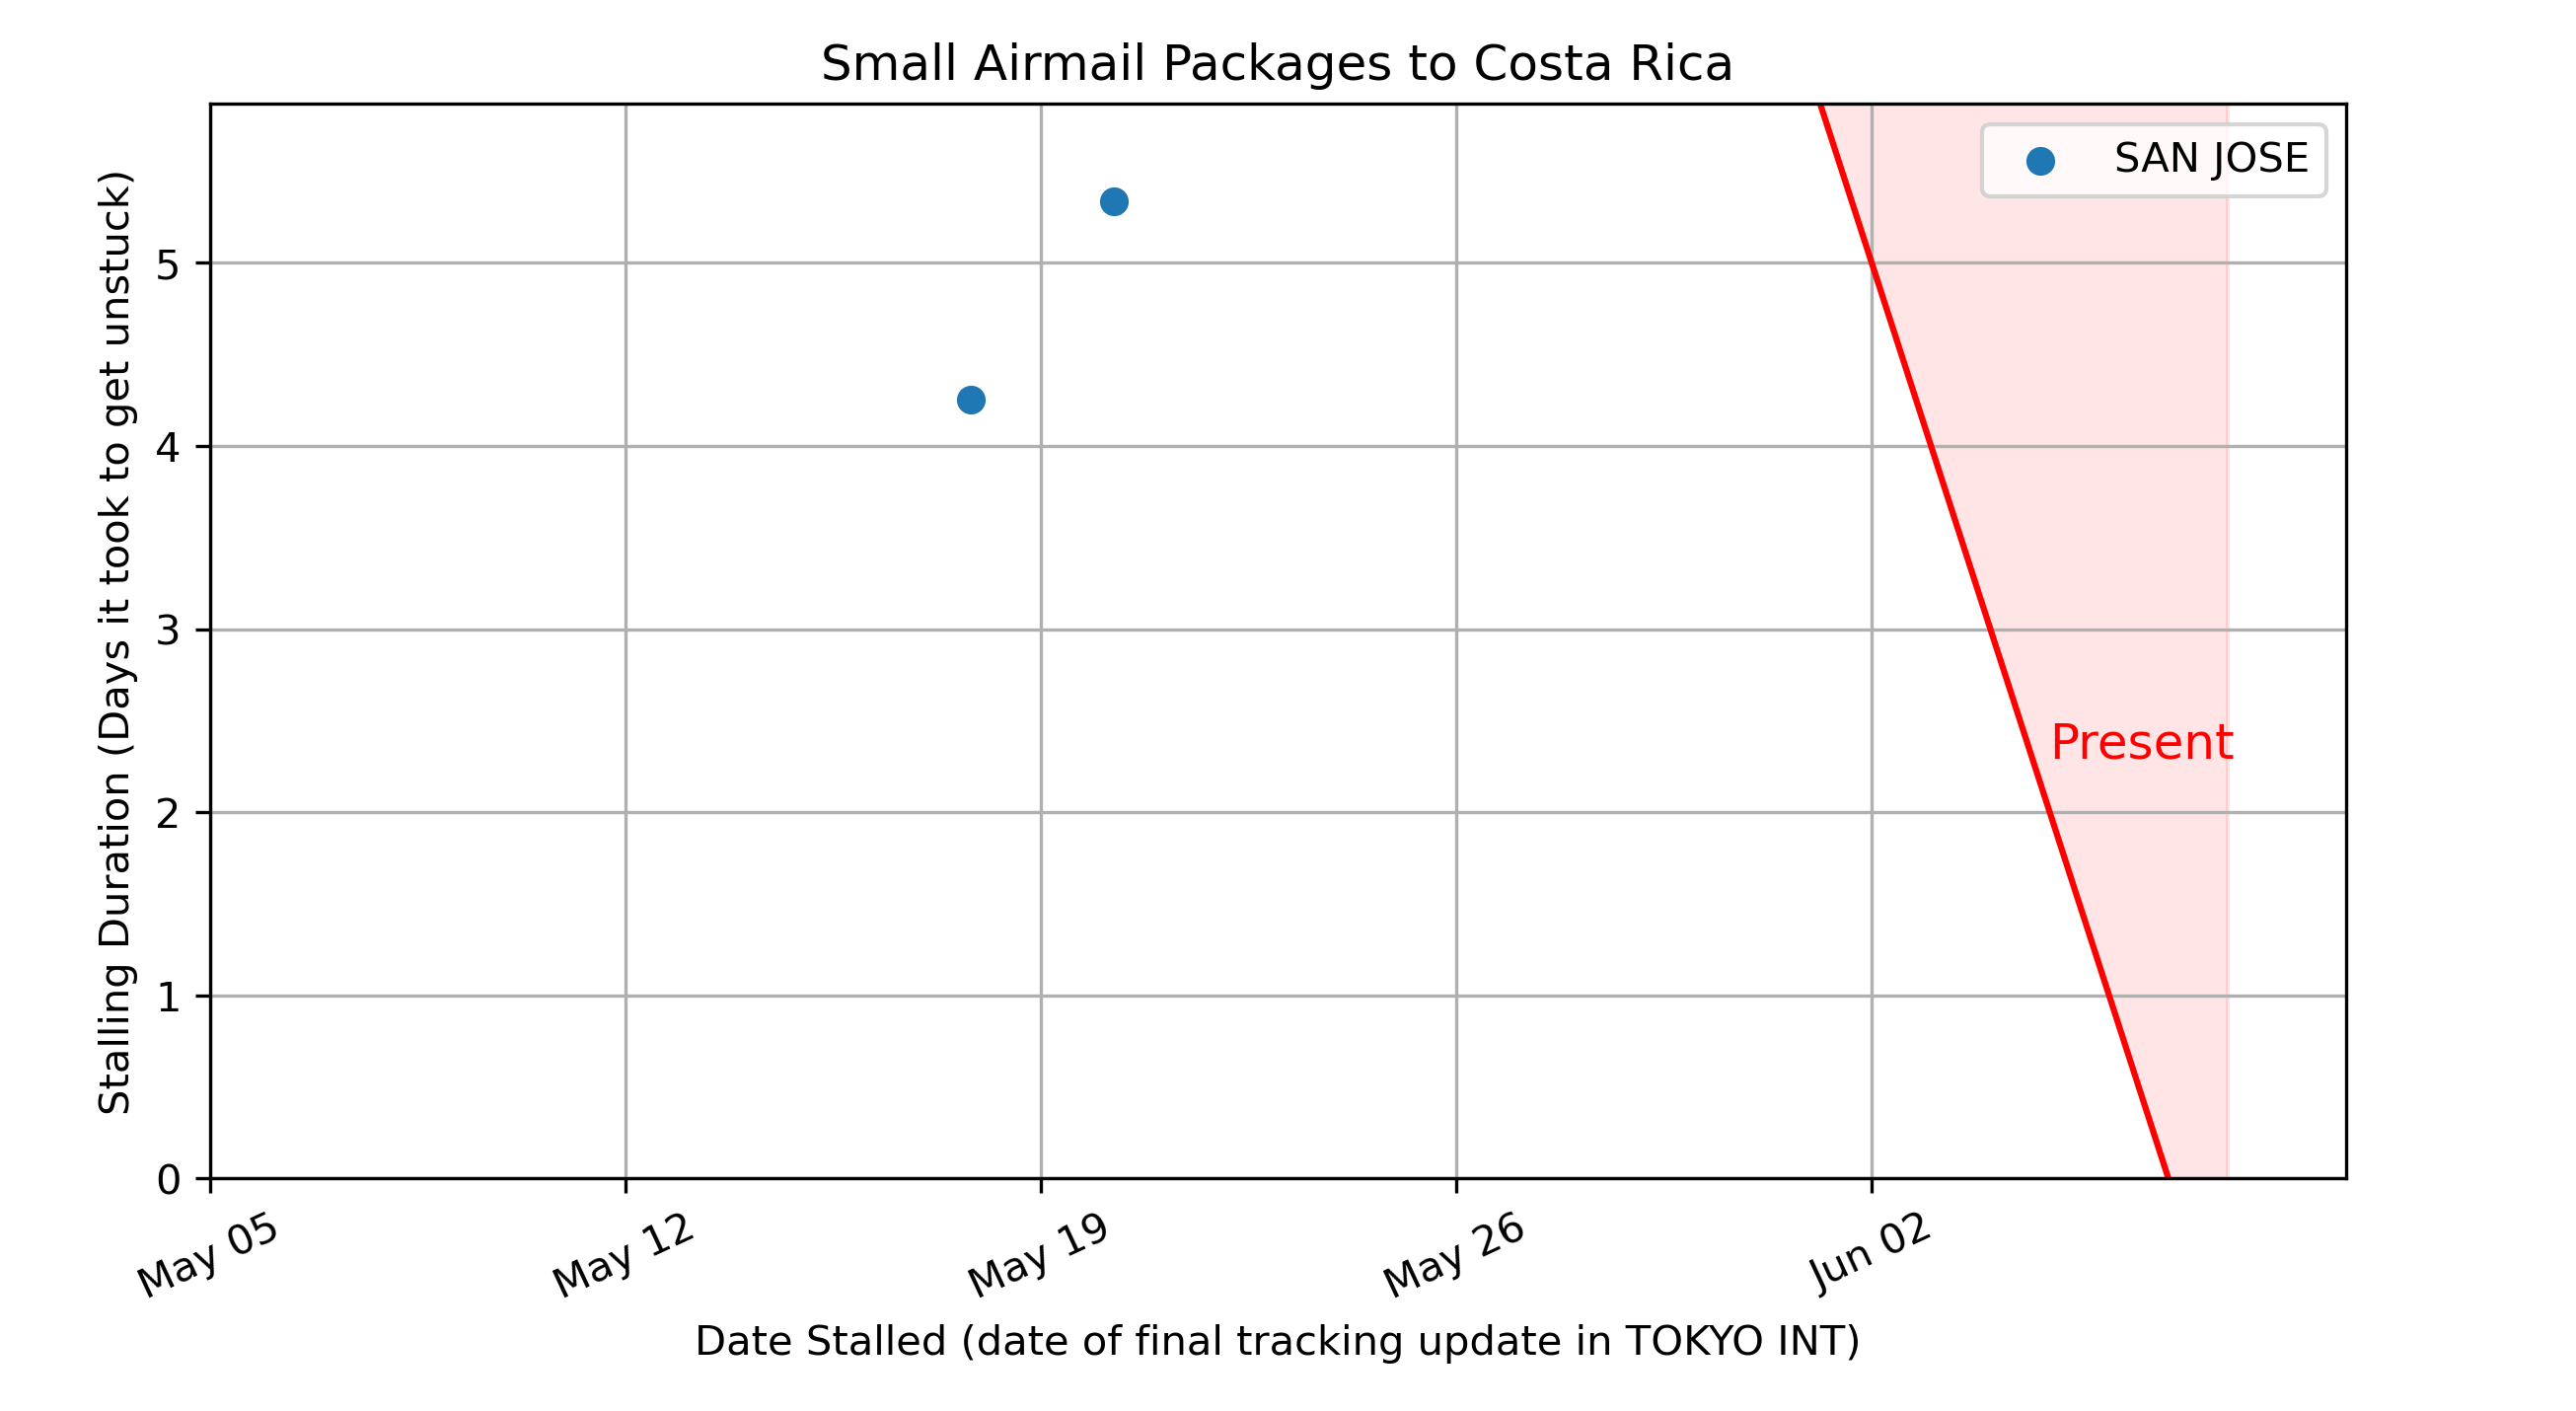 Small Airmail Packages to Costa Rica
SAN JOSE
Stalling Duration (Days it took to get unstuck)
5
4
3
2
1
0
Present
May 05
May 12
May 19
May 26
Jun 02
Date Stalled (date of final tracking update in TOKYO INT)